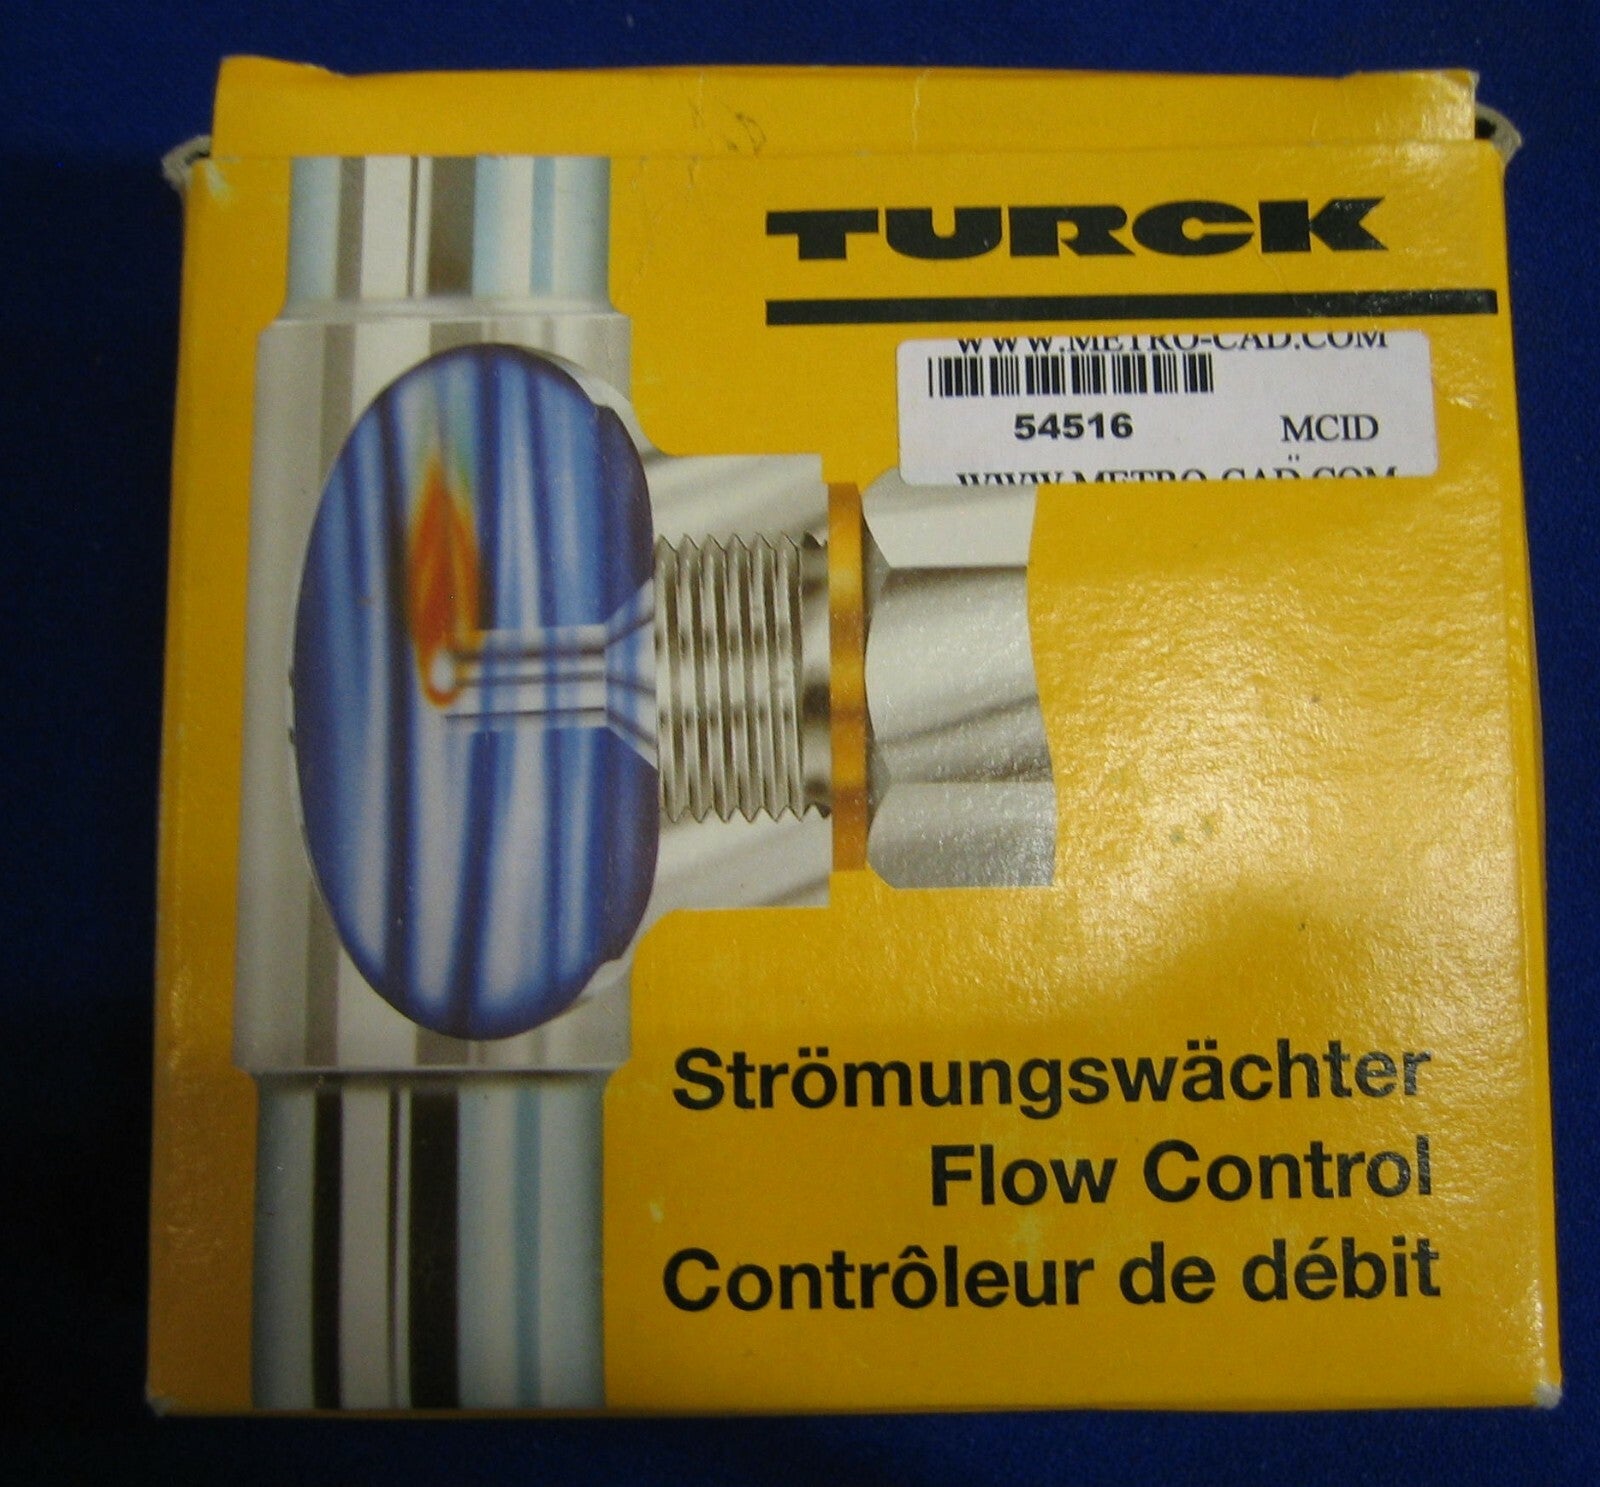 TURCK
WWW.METRO-CAD.COM
54516 MCID
WWW.METRO-CAD.COM
Strömungswächter
Flow Control
Contrôleur de débit